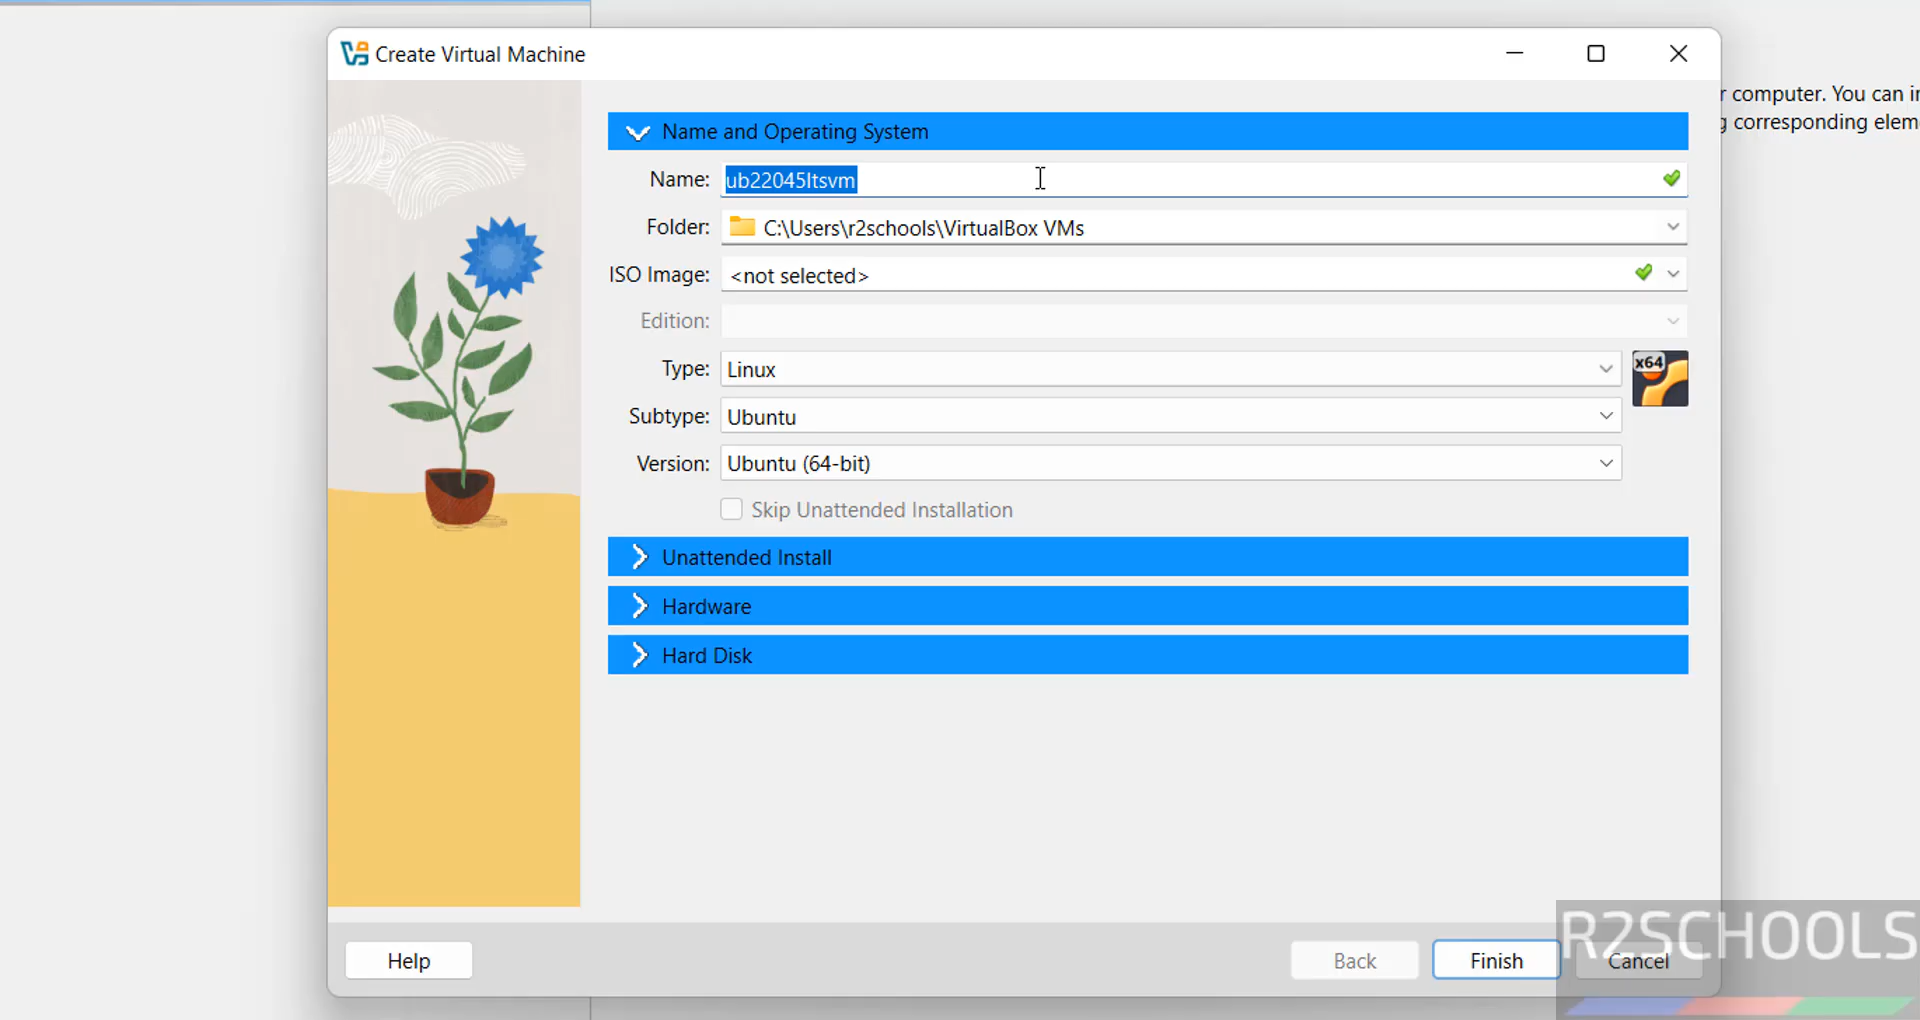 Create Virtual Machine
r computer. You can in
g corresponding elem
Name and Operating System
Name: ub22045ltsvm
Folder: C:\Users\r2schools\VirtualBox VMs
ISO Image: <not selected>
Edition:
Type: Linux
x64
Subtype: Ubuntu
Version: Ubuntu (64-bit)
Skip Unattended Installation
Unattended Install
Hardware
Hard Disk
R2SCHOOLS
Help Back Finish Cancel